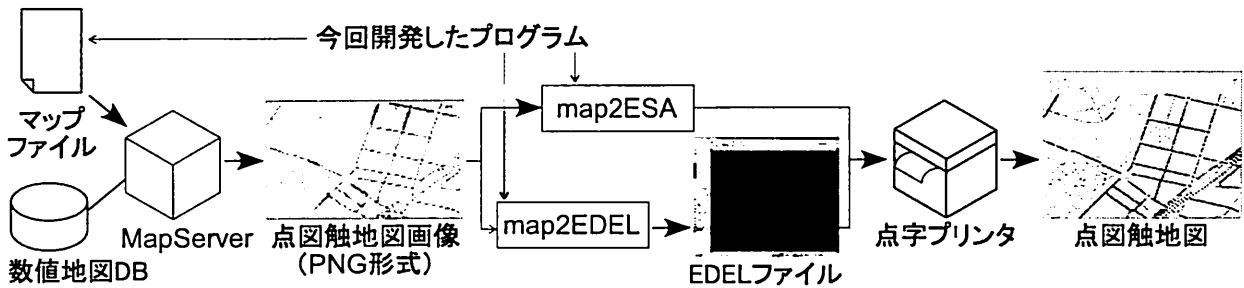 今回開発したプログラム
マップ
ファイル
map2ESA
MapServer
点図触地図画像
(PNG形式)
map2EDEL
点字プリンタ
点図触地図
数値地図DB
EDELファイル